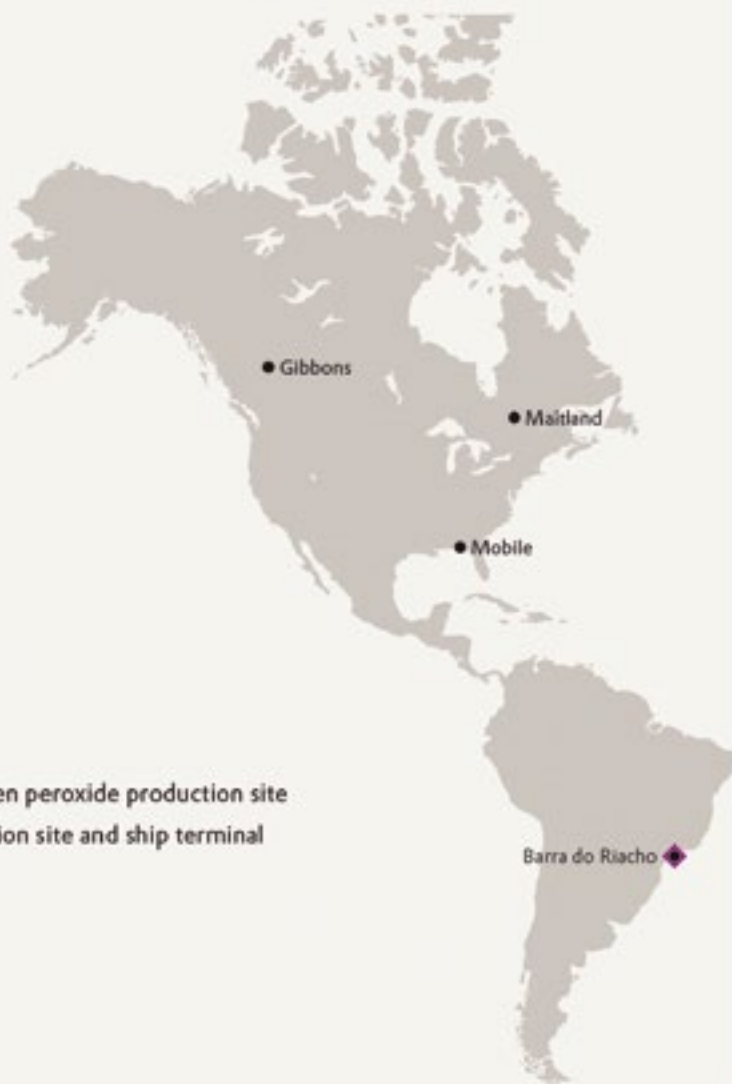 Gibbons
Maitland
Mobile
en peroxide production site
ion site and ship terminal
Barra do Riacho